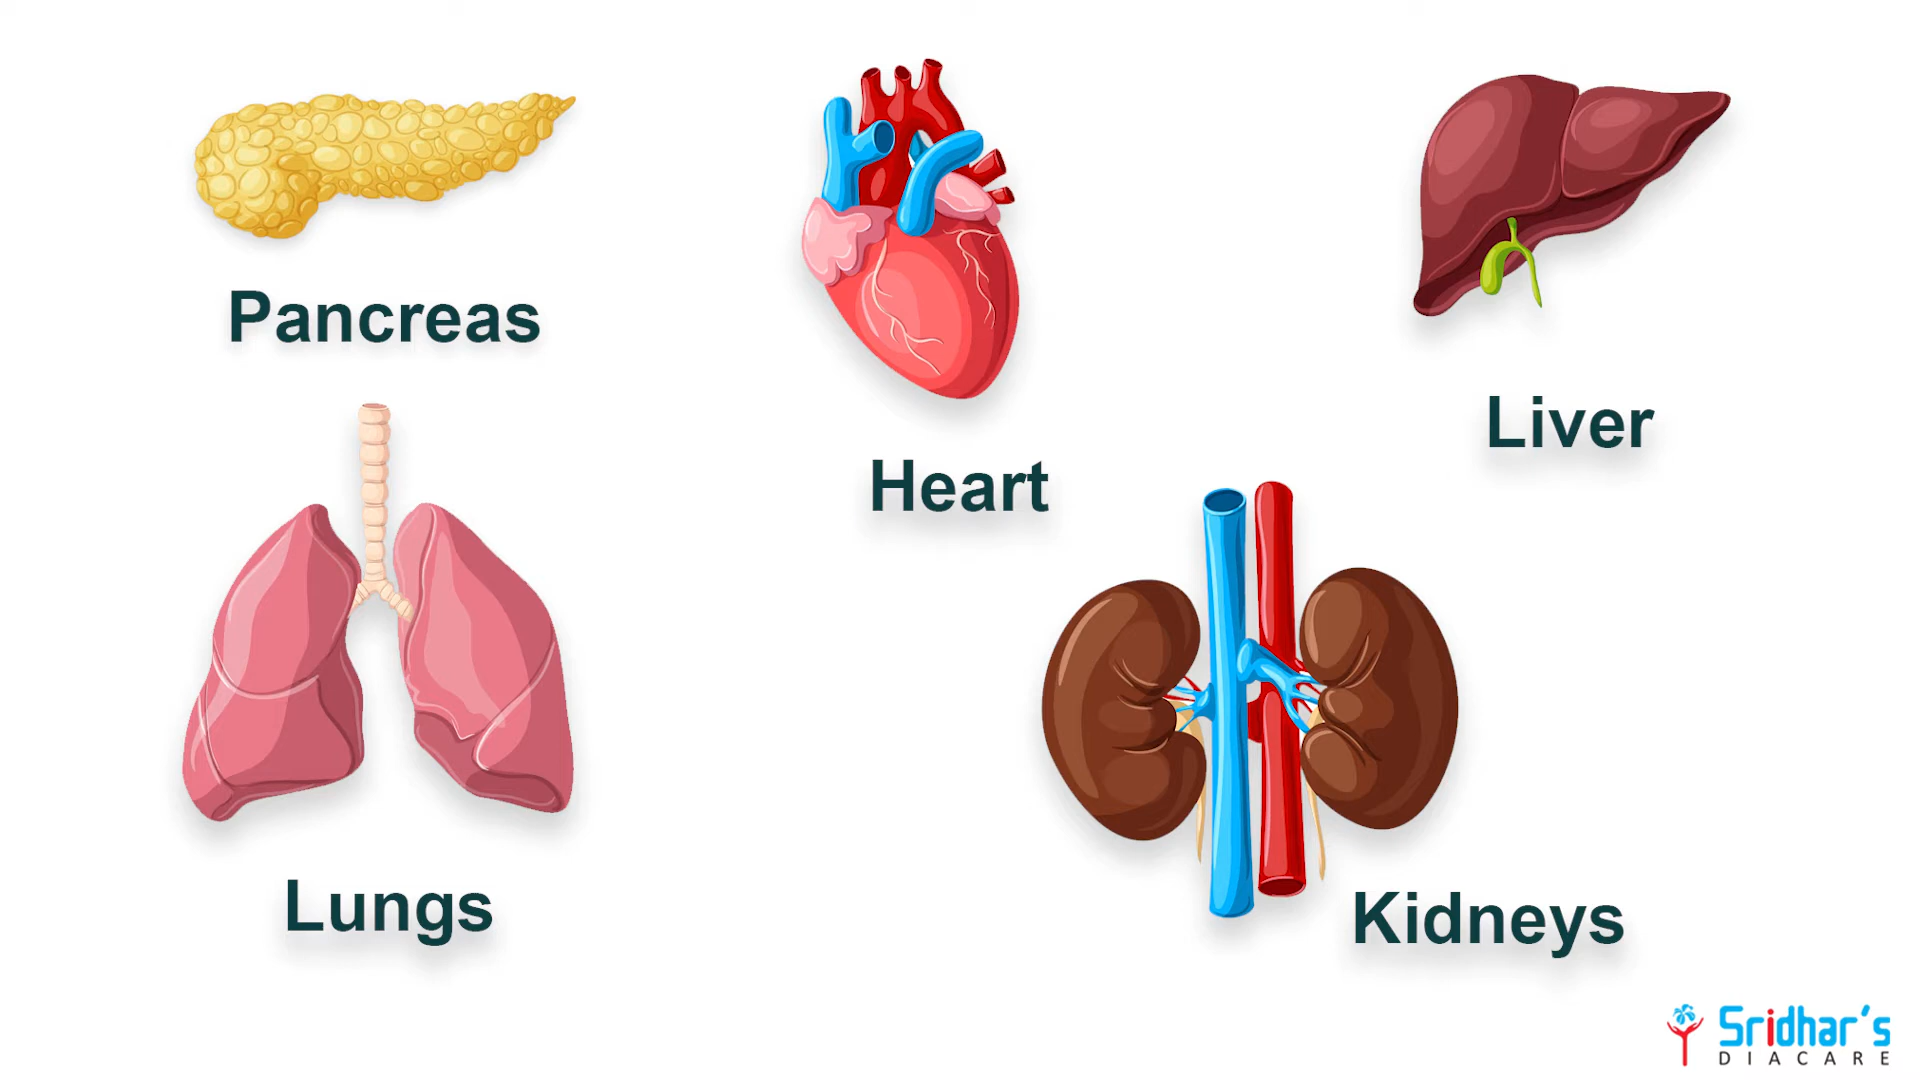 Pancreas
Heart
Liver
Lungs
Kidneys
Sridhar's
DIACARE